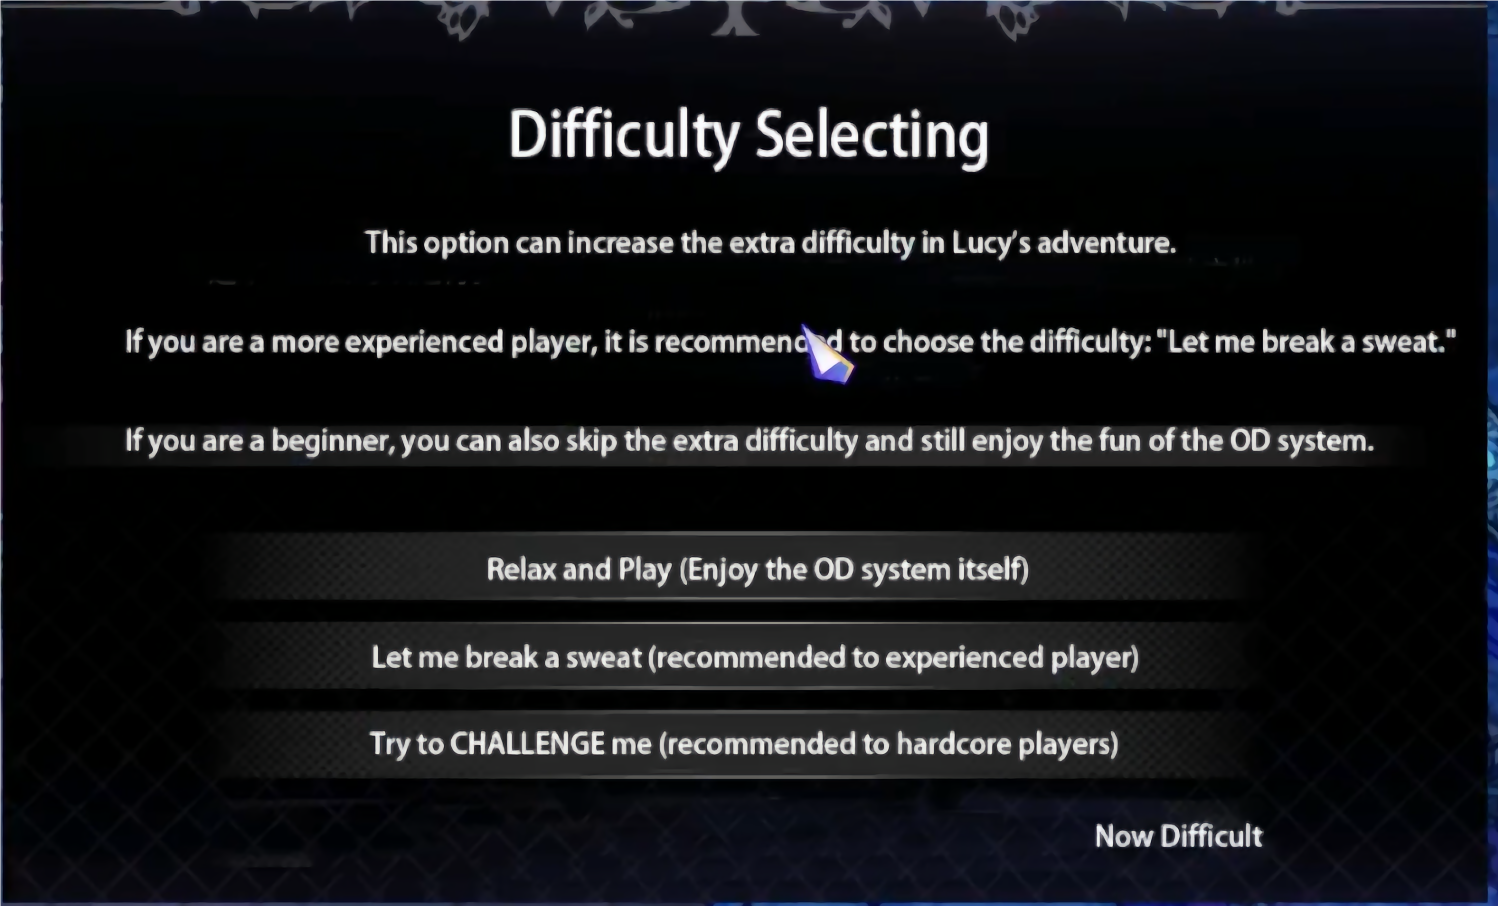 Difficulty Selecting
This option can increase the extra difficulty in Lucy's adventure.
If you are a more experienced player, it is recommended to choose the difficulty: "Let me break a sweat."
If you are a beginner, you can also skip the extra difficulty and still enjoy the fun of the OD system.
Relax and Play (Enjoy the OD system itself)
Let me break a sweat (recommended to experienced player)
Try to CHALLENGE me (recommended to hardcore players)
Now Difficult